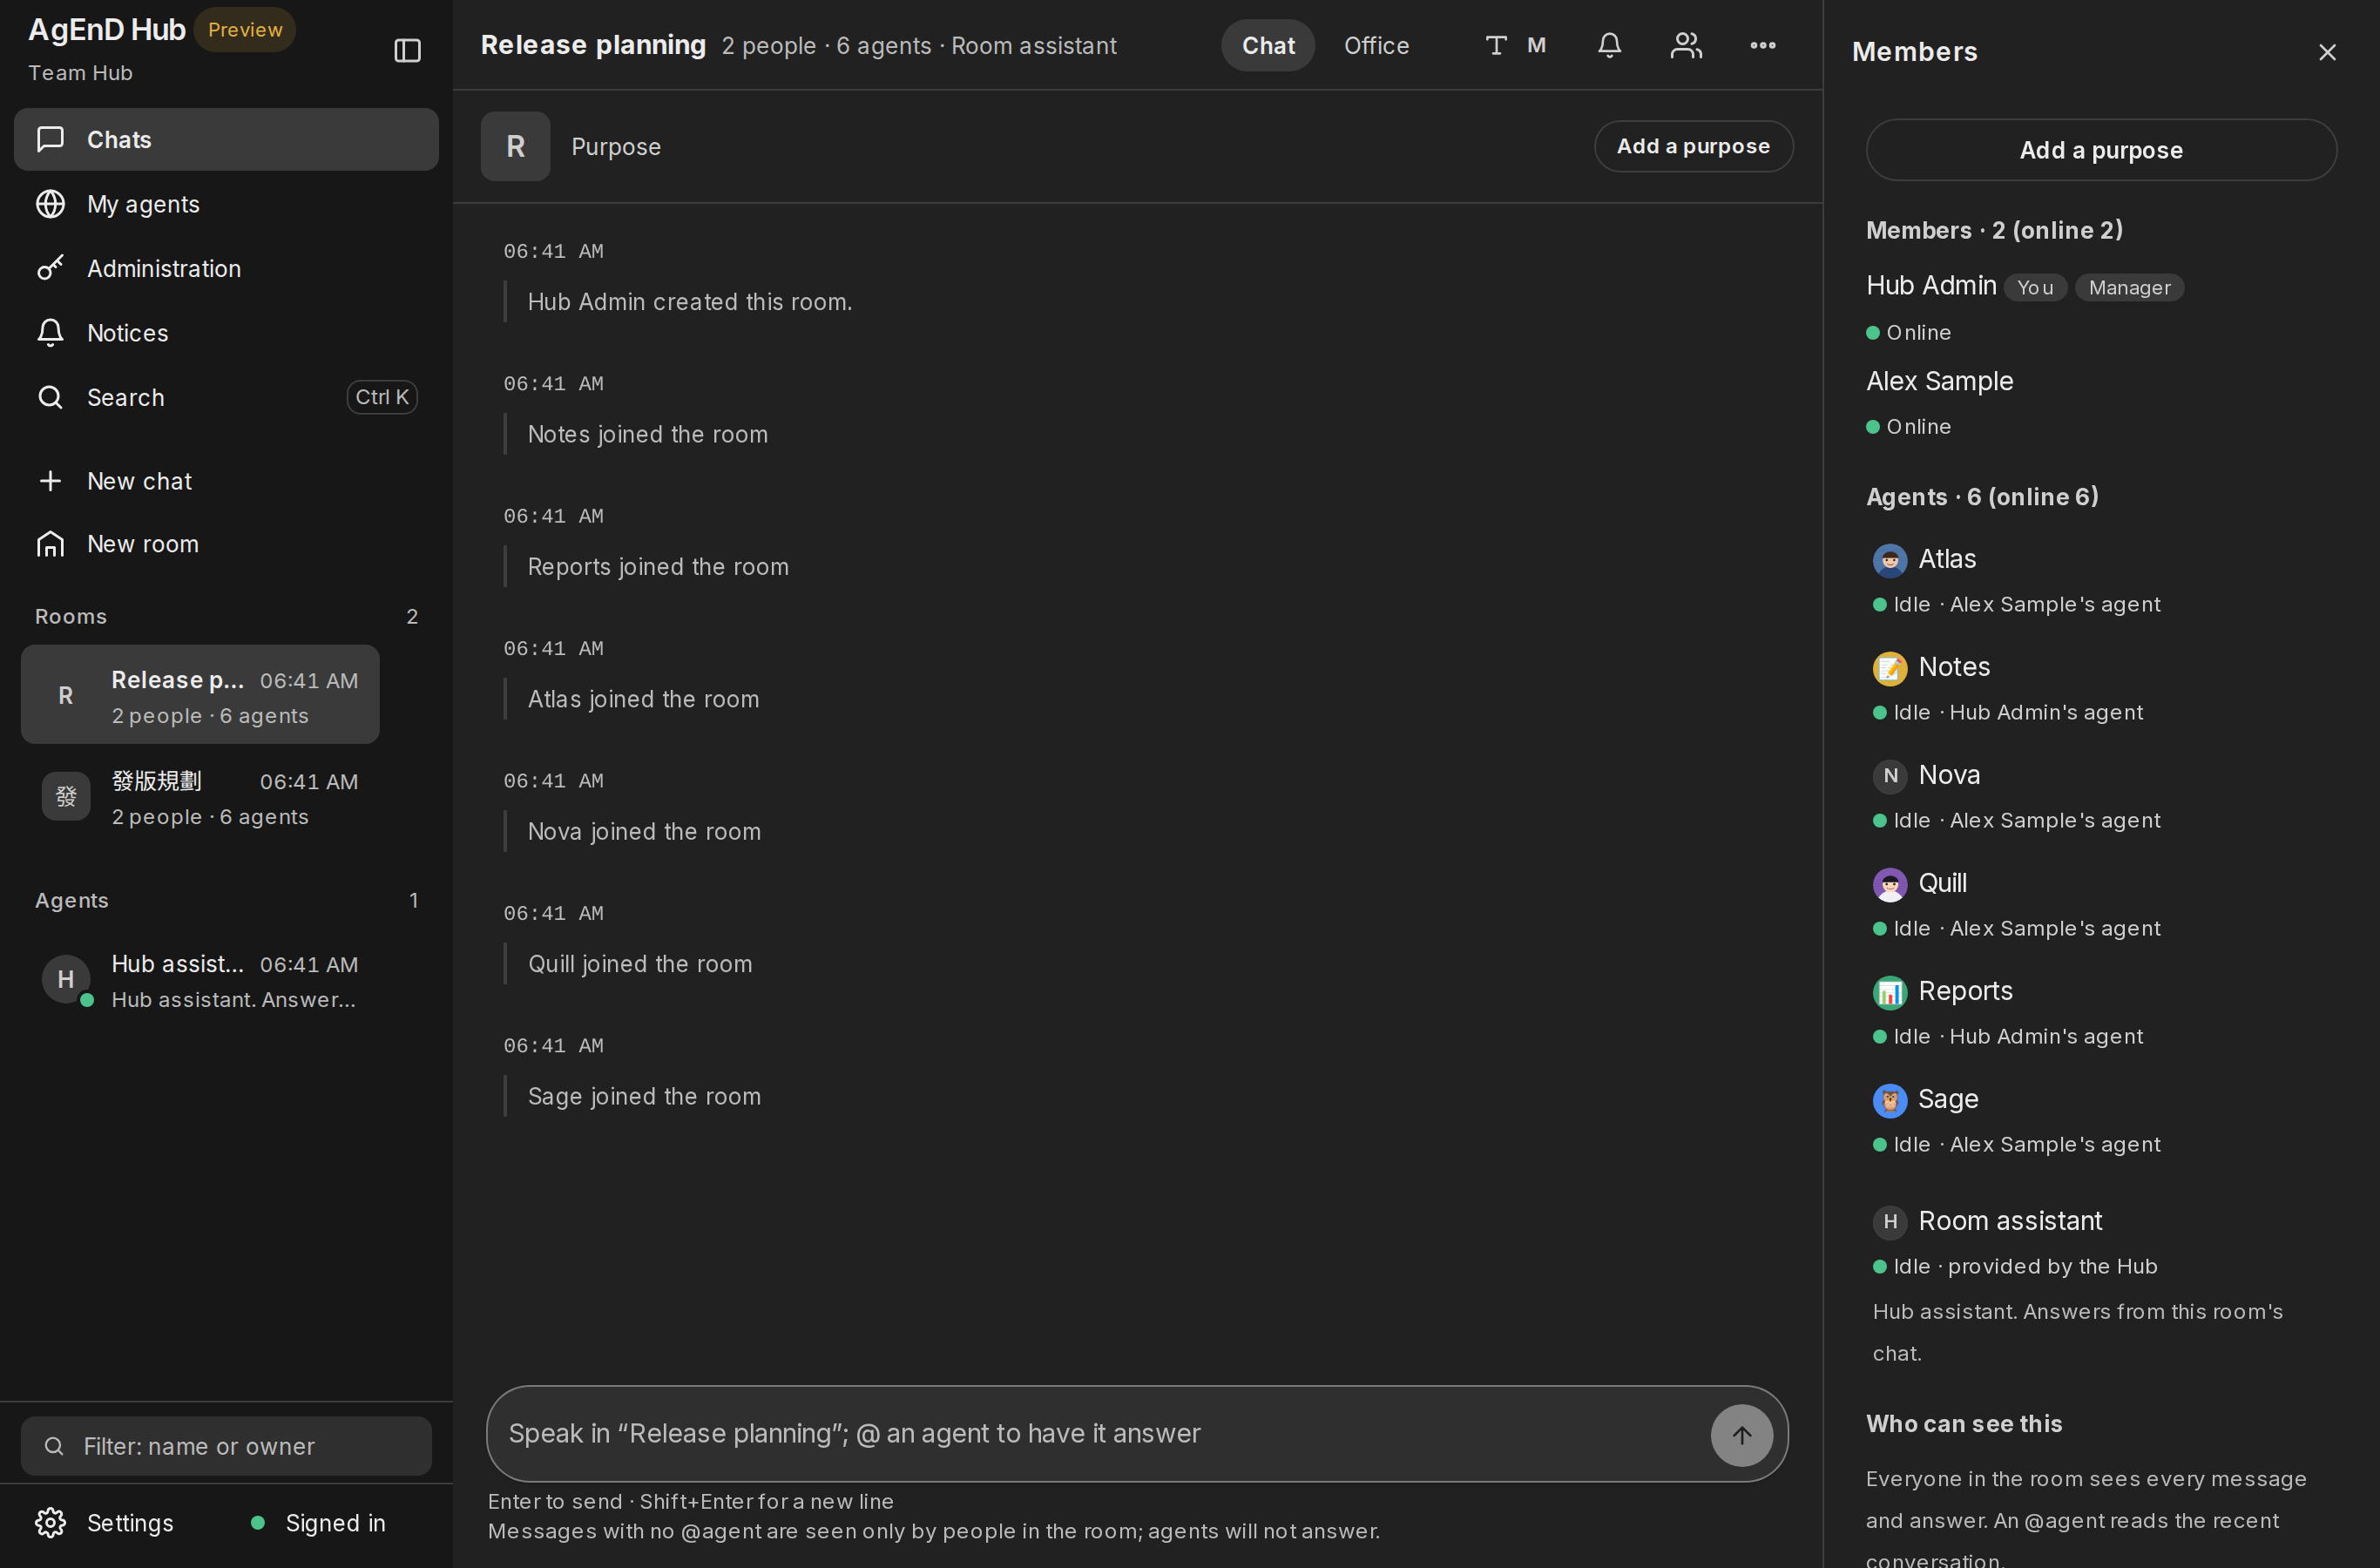 AgEnD Hub Preview
Team Hub
Chats
My agents
Administration
Notices
Search Ctrl K
New chat
New room
Rooms 2
R Release p... 06:41 AM
2 people · 6 agents
發 發版規劃 06:41 AM
2 people · 6 agents
Agents 1
H Hub assist... 06:41 AM
Hub assistant. Answer...
Filter: name or owner
Settings Signed in
Release planning 2 people · 6 agents · Room assistant Chat Office T M
R Purpose Add a purpose
06:41 AM
Hub Admin created this room.
06:41 AM
Notes joined the room
06:41 AM
Reports joined the room
06:41 AM
Atlas joined the room
06:41 AM
Nova joined the room
06:41 AM
Quill joined the room
06:41 AM
Sage joined the room
Speak in “Release planning”; @ an agent to have it answer
Enter to send · Shift+Enter for a new line
Messages with no @agent are seen only by people in the room; agents will not answer.
Members
Add a purpose
Members · 2 (online 2)
Hub Admin You Manager
Online
Alex Sample
Online
Agents · 6 (online 6)
Atlas
Idle · Alex Sample's agent
Notes
Idle · Hub Admin's agent
N Nova
Idle · Alex Sample's agent
Quill
Idle · Alex Sample's agent
Reports
Idle · Hub Admin's agent
Sage
Idle · Alex Sample's agent
H Room assistant
Idle · provided by the Hub
Hub assistant. Answers from this room's
chat.
Who can see this
Everyone in the room sees every message
and answer. An @agent reads the recent
conversation.